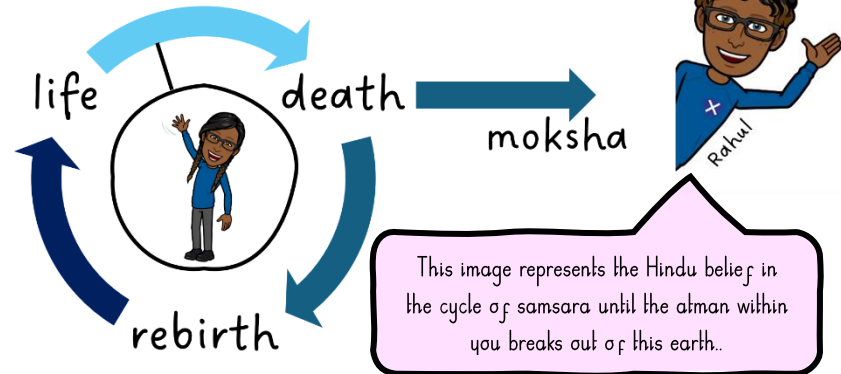 life
death
moksha
Rahul
rebirth
This image represents the Hindu belief in
the cycle of samsara until the atman within
you breaks out of this earth..